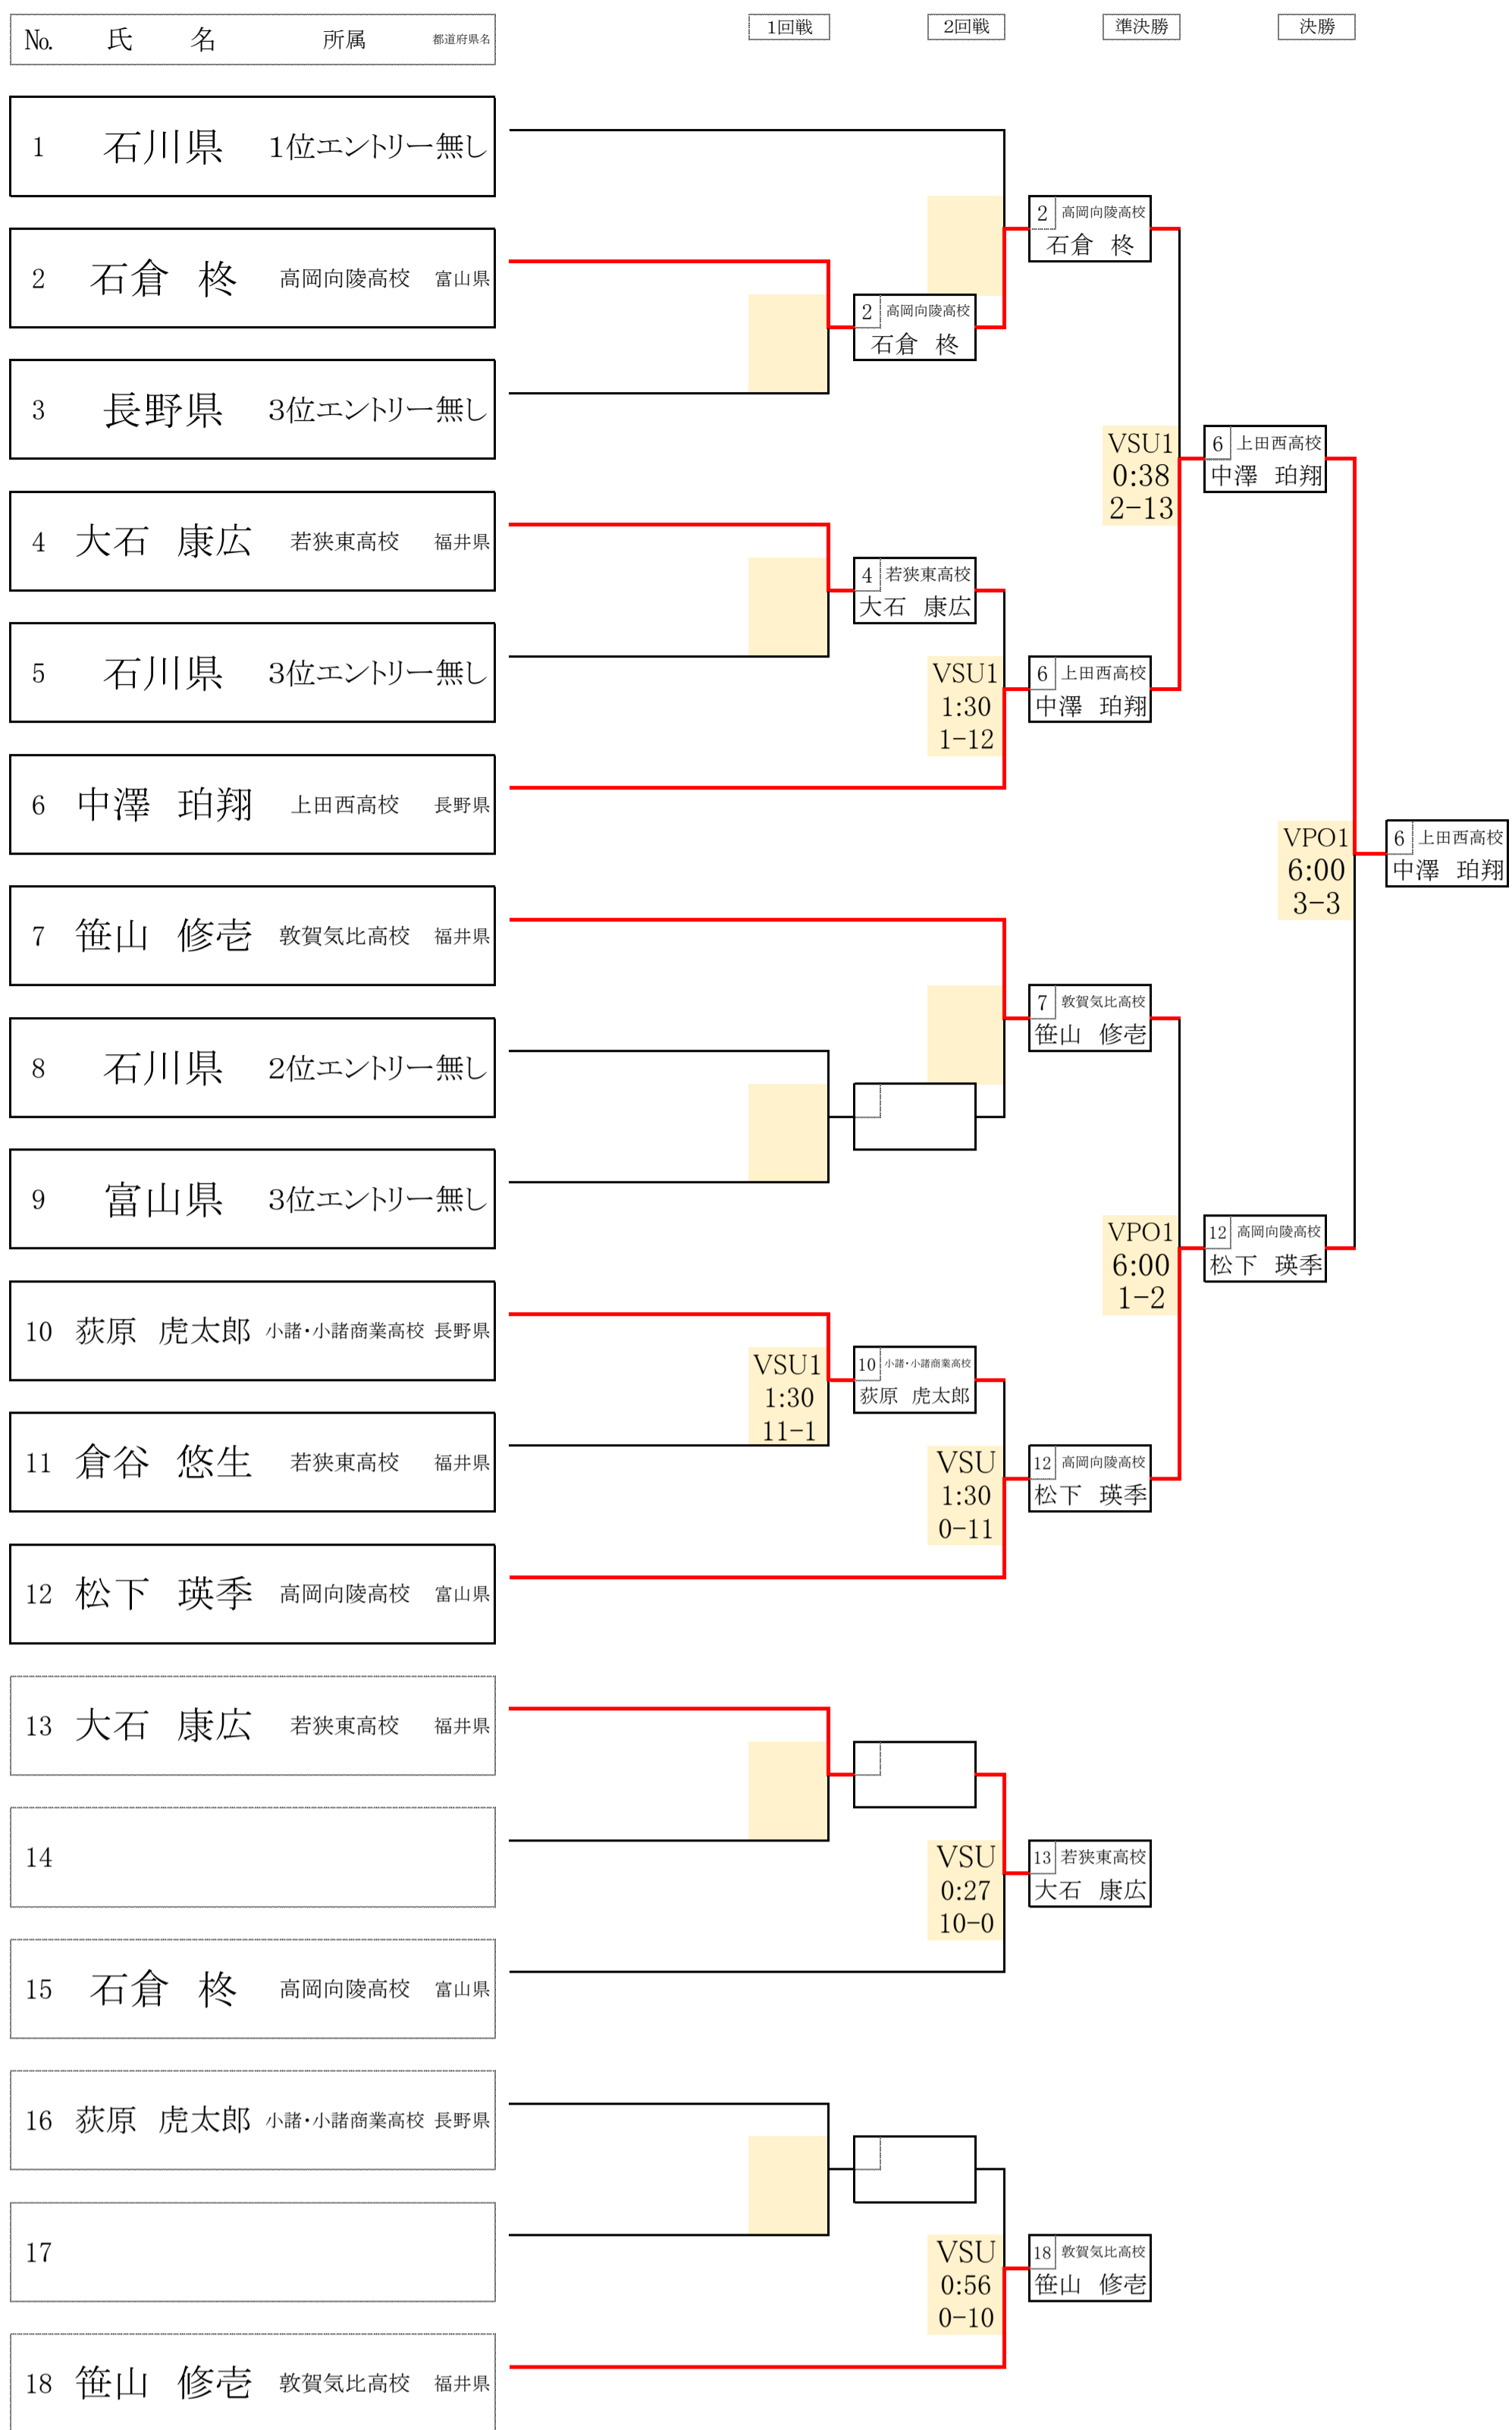 No. 氏 名 所属 都道府県名 1回戦 2回戦 準決勝 決勝
1 石川県 1位エントリー無し
2 高岡向陵高校
石倉 柊
2 石倉 柊 高岡向陵高校 富山県
2 高岡向陵高校
石倉 柊
3 長野県 3位エントリー無し
VSU1
0:38
2-13
6 上田西高校
中澤 珀翔
4 大石 康広 若狭東高校 福井県
4 若狭東高校
大石 康広
5 石川県 3位エントリー無し
VSU1
1:30
1-12
6 上田西高校
中澤 珀翔
6 中澤 珀翔 上田西高校 長野県
VPO1
6:00
3-3
6 上田西高校
中澤 珀翔
7 笹山 修壱 敦賀気比高校 福井県
7 敦賀気比高校
笹山 修壱
8 石川県 2位エントリー無し
9 富山県 3位エントリー無し
VPO1
6:00
1-2
12 高岡向陵高校
松下 瑛季
10 荻原 虎太郎 小諸・小諸商業高校 長野県
VSU1
1:30
11-1
10 小諸・小諸商業高校
荻原 虎太郎
11 倉谷 悠生 若狭東高校 福井県
VSU
1:30
0-11
12 高岡向陵高校
松下 瑛季
12 松下 瑛季 高岡向陵高校 富山県
13 大石 康広 若狭東高校 福井県
14
VSU
0:27
10-0
13 若狭東高校
大石 康広
15 石倉 柊 高岡向陵高校 富山県
16 荻原 虎太郎 小諸・小諸商業高校 長野県
17
VSU
0:56
0-10
18 敦賀気比高校
笹山 修壱
18 笹山 修壱 敦賀気比高校 福井県